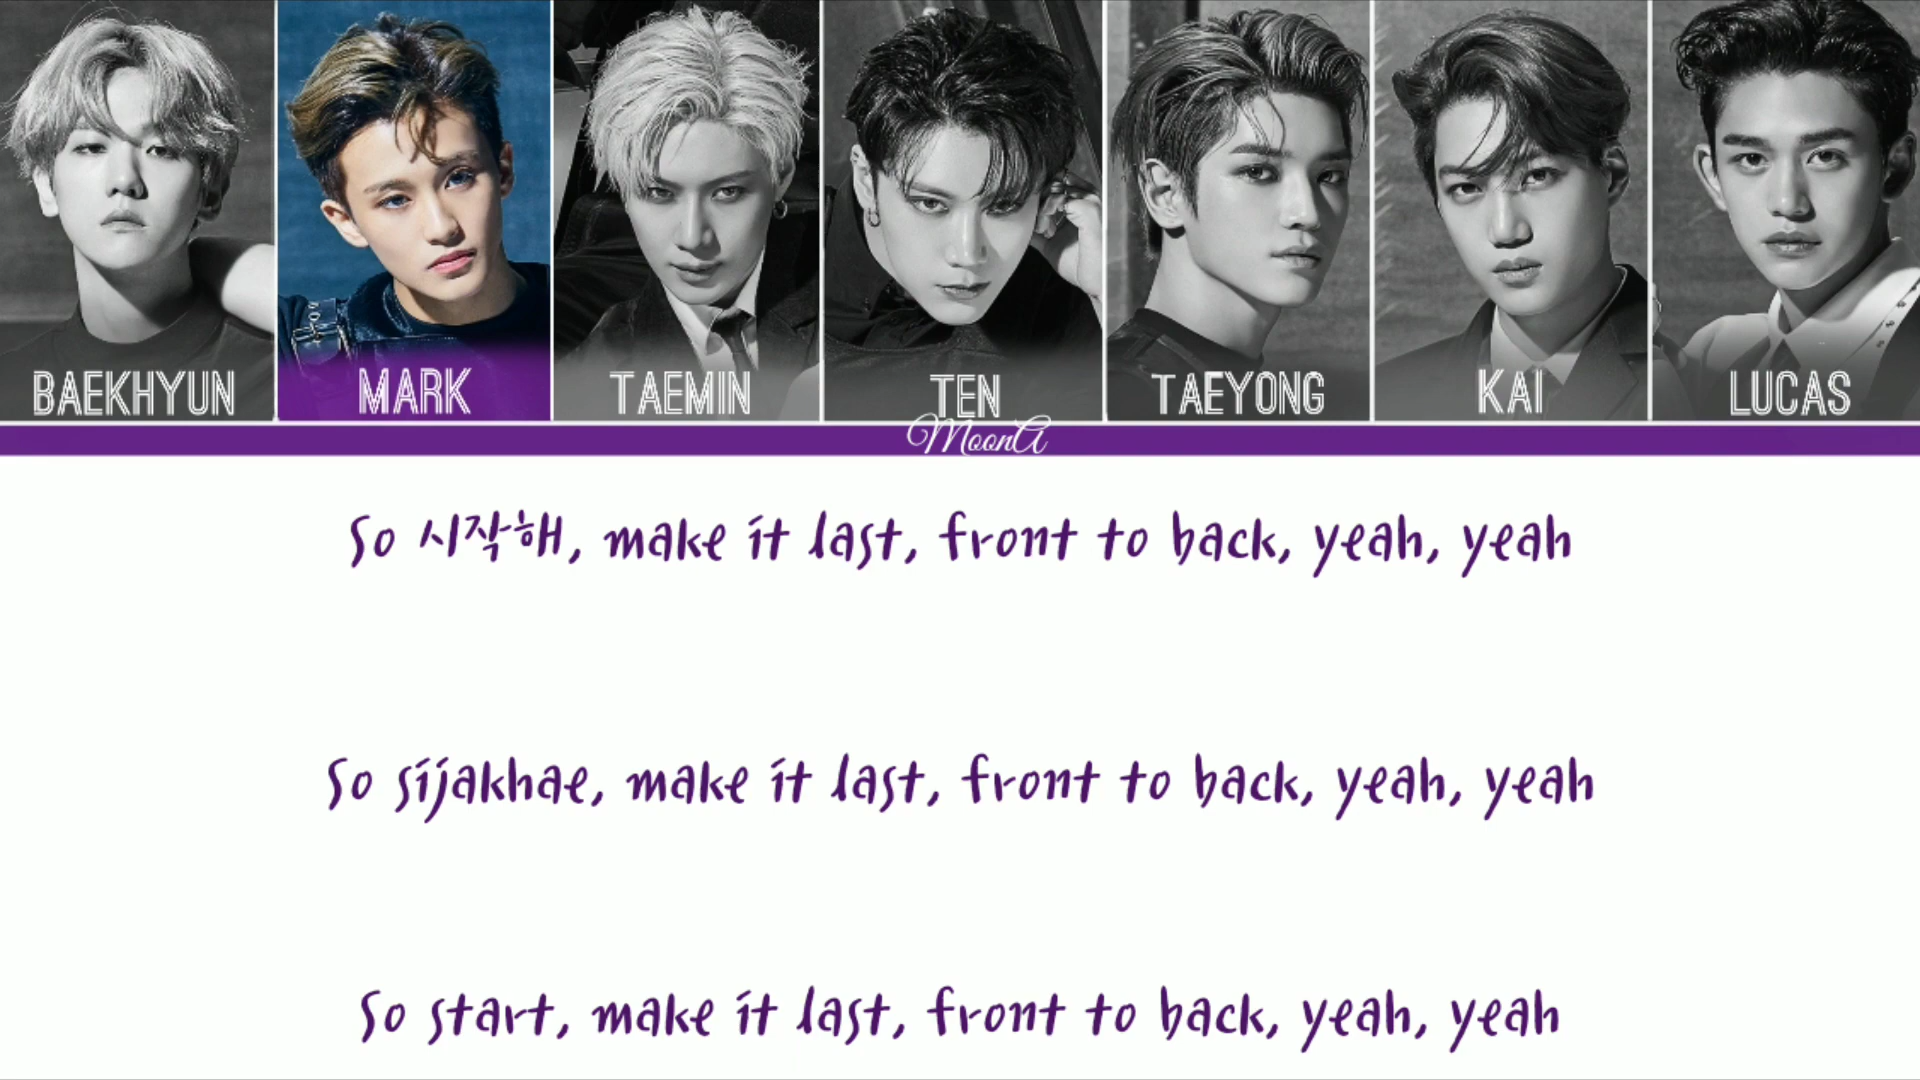 BAEKHYUN MARK TAEMIN TEN TAEYONG KAI LUCAS
MoonA
So 시작해, make it last, front to back, yeah, yeah
So sijakhae, make it last, front to back, yeah, yeah
So start, make it last, front to back, yeah, yeah